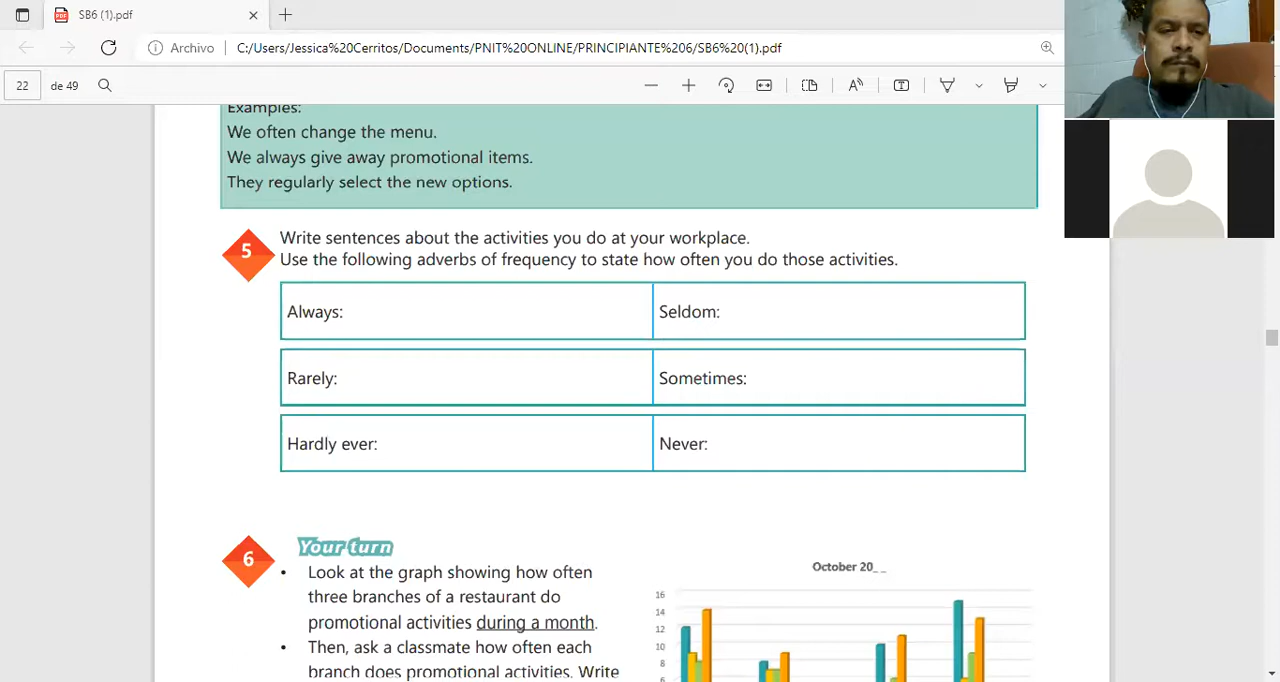 SB6 (1).pdf
Archivo
C:/Users/Jessica%20Cerritos/Documents/PNIT%20ONLINE/PRINCIPIANTE%206/SB6%20(1).pdf
22 de 49
Examples:
We often change the menu.
We always give away promotional items.
They regularly select the new options.
5
Write sentences about the activities you do at your workplace.
Use the following adverbs of frequency to state how often you do those activities.
Always:
Seldom:
Rarely:
Sometimes:
Hardly ever:
Never:
6
Your turn
• Look at the graph showing how often
three branches of a restaurant do
promotional activities during a month.
• Then, ask a classmate how often each
branch does promotional activities. Write
October 20_ _
16
14
12
10
8
6